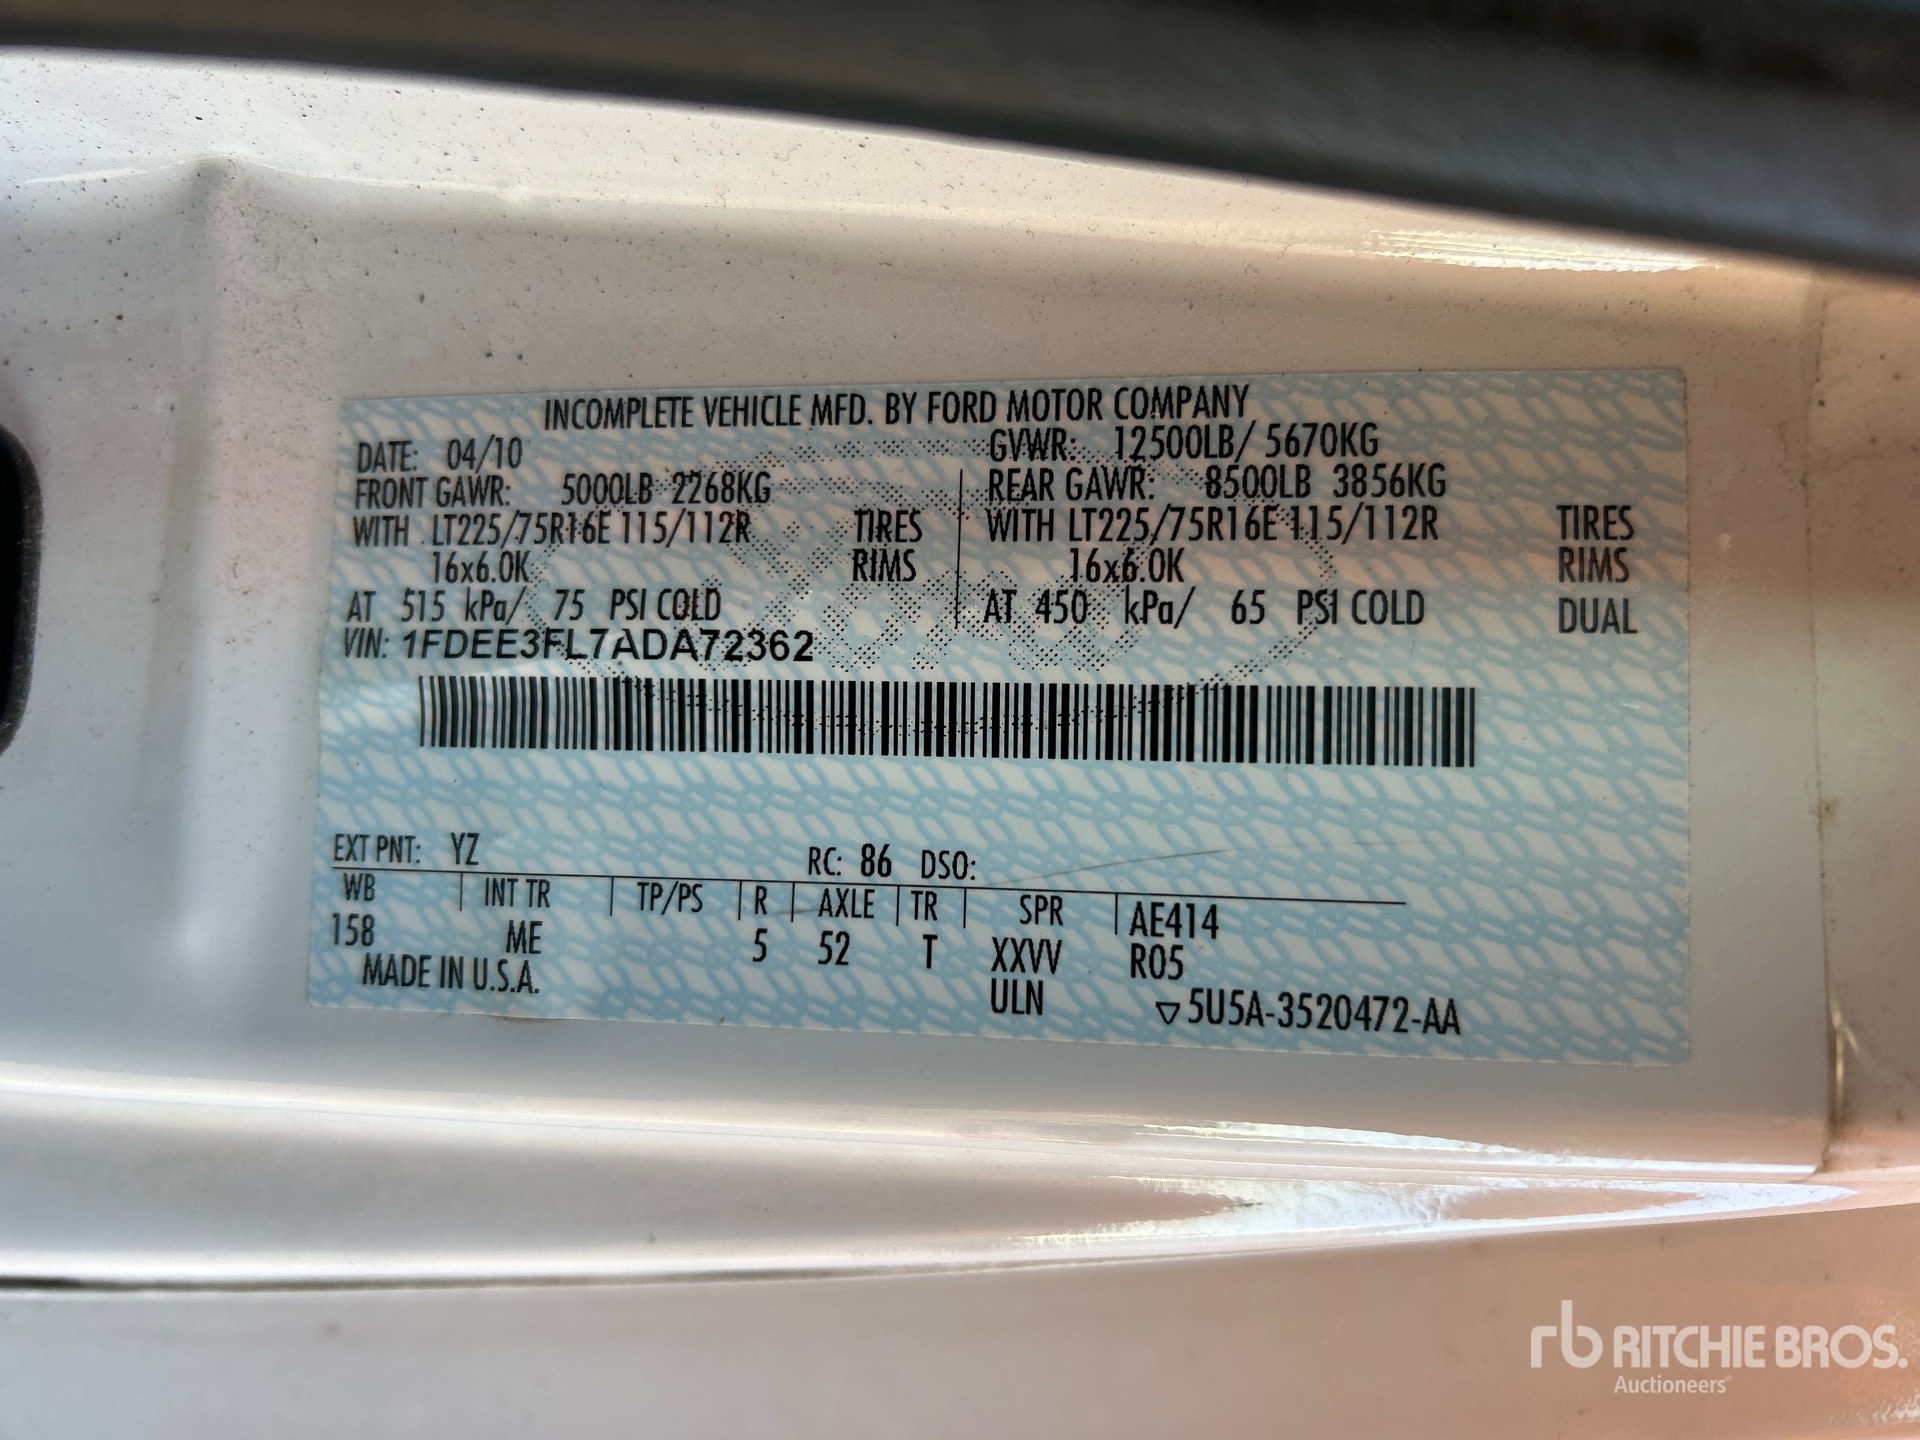 INCOMPLETE VEHICLE MFD. BY FORD MOTOR COMPANY
DATE: 04/10 GVWR: 12500LB/ 5670KG
FRONT GAWR: 5000LB 2268KG REAR GAWR: 8500LB 3856KG
WITH LT225/75R16E 115/112R TIRES WITH LT225/75R16E 115/112R TIRES
16x6.0K RIMS 16x6.0K RIMS
AT 515 kPa/ 75 PSI COLD AT 450 kPa/ 65 PSI COLD DUAL
VIN: 1FDEE3FL7ADA72362
EXT PNT: YZ RC: 86 DSO:
WB INT TR TP/PS R AXLE TR SPR AE414
158 ME 5 52 T XXVV R05
MADE IN U.S.A. ULN ▽5U5A-3520472-AA
rb RITCHIE BROS.
Auctioneers